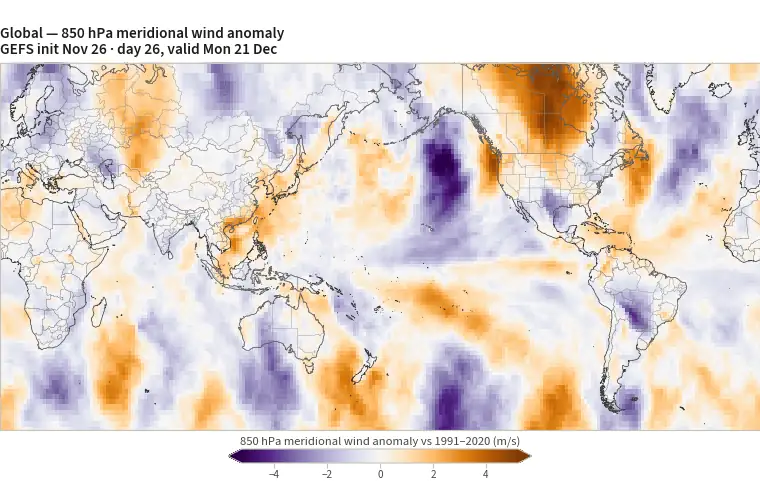 Global — 850 hPa meridional wind anomaly
GEFS init Nov 26 · day 26, valid Mon 21 Dec
850 hPa meridional wind anomaly vs 1991–2020 (m/s)
−4 −2 0 2 4